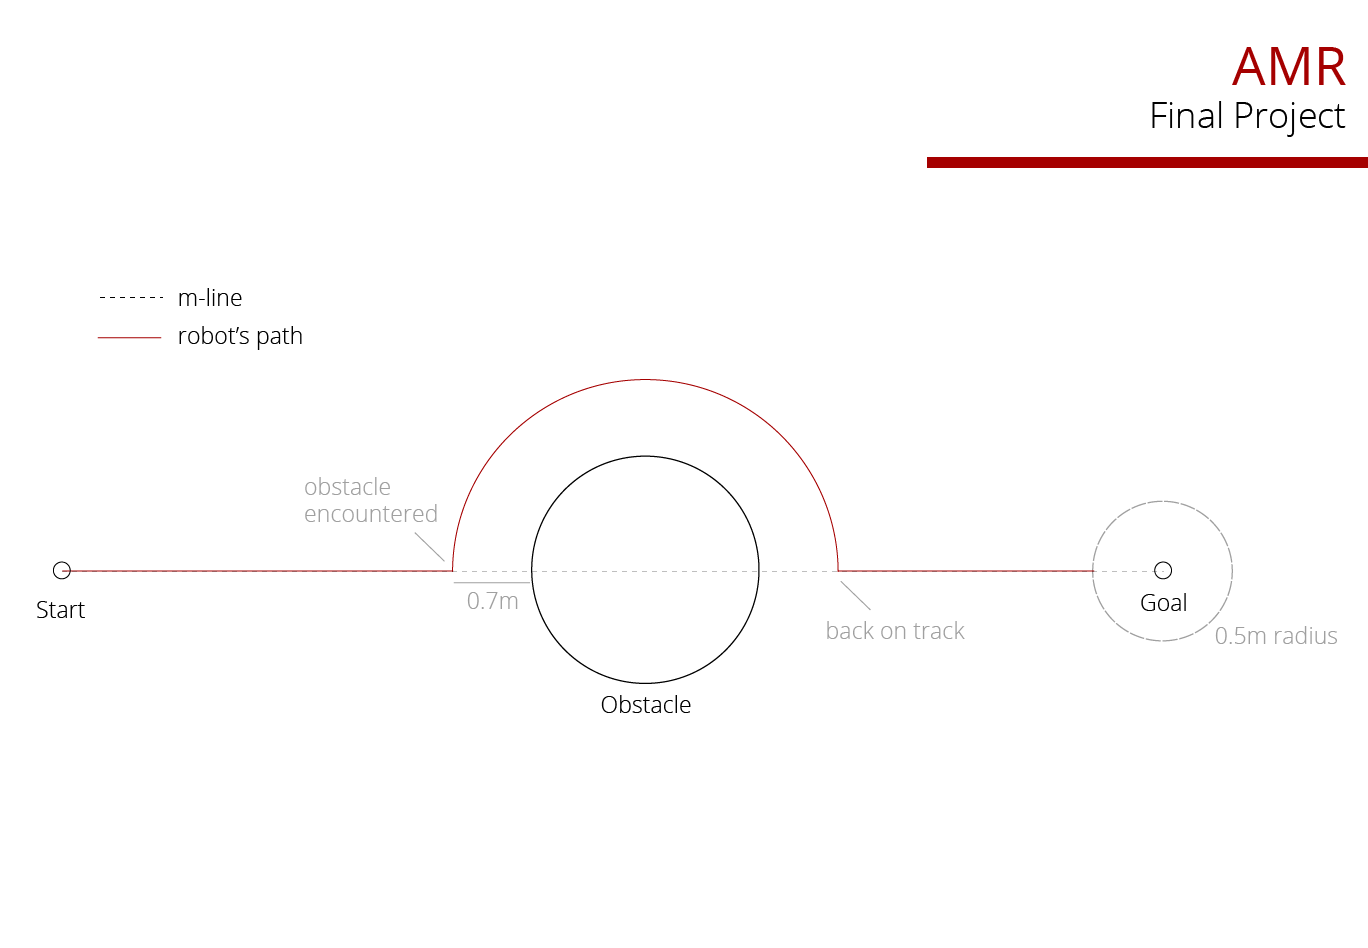 AMR
Final Project
m-line
robot's path
obstacle
encountered
Start
0.7m
Obstacle
back on track
Goal
0.5m radius